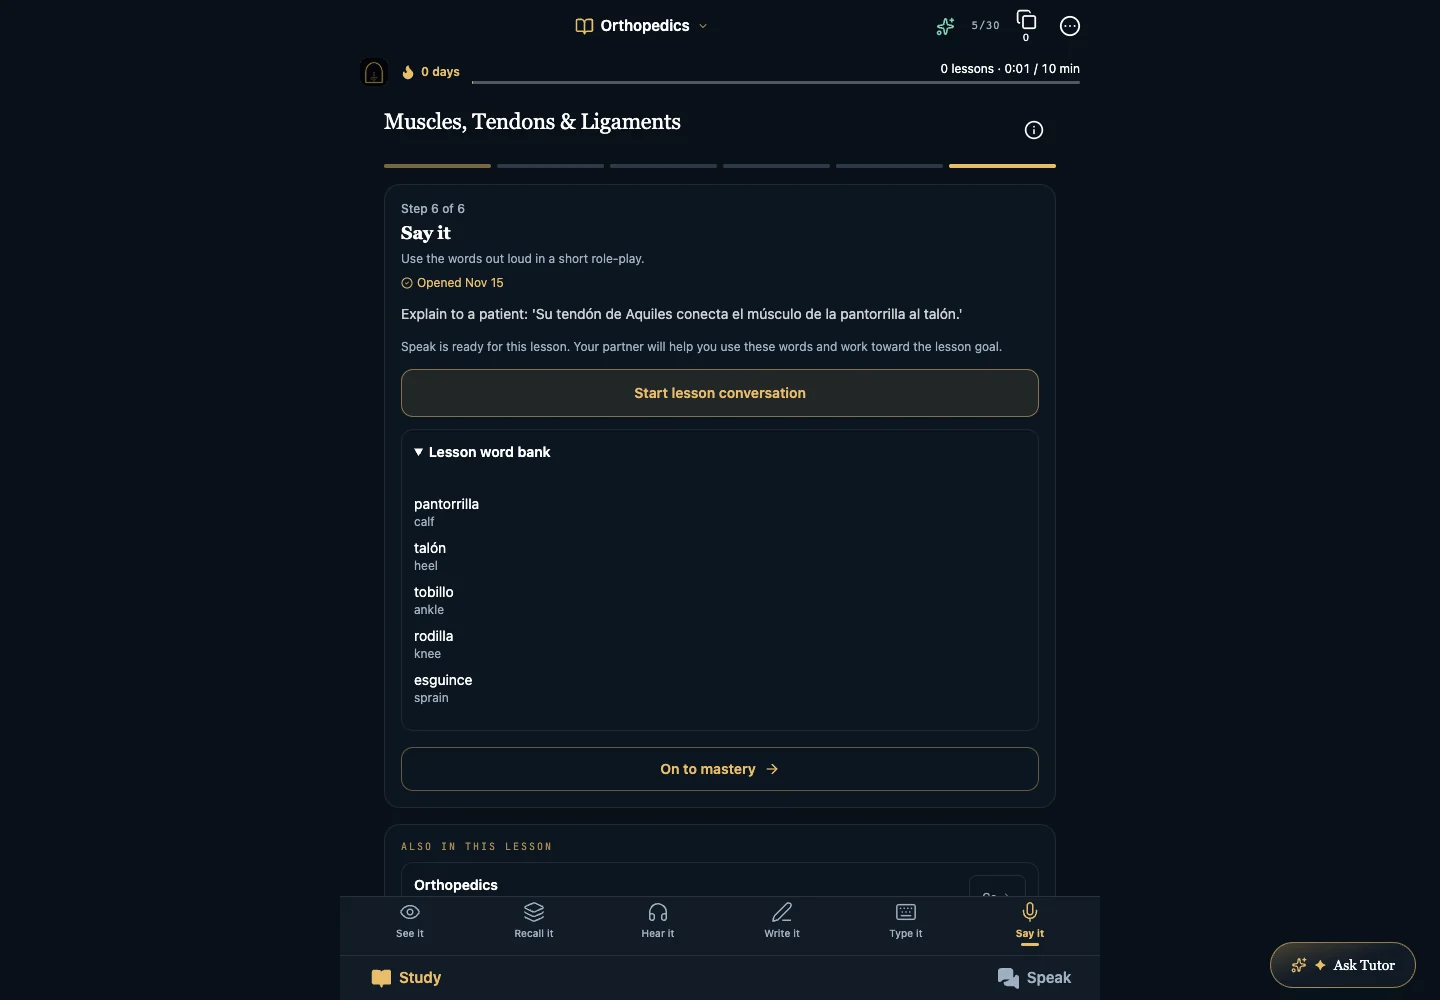 Orthopedics
5/30
0
0 days
0 lessons · 0:01 / 10 min
Muscles, Tendons & Ligaments
Step 6 of 6
Say it
Use the words out loud in a short role-play.
Opened Nov 15
Explain to a patient: 'Su tendón de Aquiles conecta el músculo de la pantorrilla al talón.'
Speak is ready for this lesson. Your partner will help you use these words and work toward the lesson goal.
Start lesson conversation
Lesson word bank
pantorrilla
calf
talón
heel
tobillo
ankle
rodilla
knee
esguince
sprain
On to mastery →
ALSO IN THIS LESSON
Orthopedics
See it
Recall it
Hear it
Write it
Type it
Say it
Study
Speak
Ask Tutor